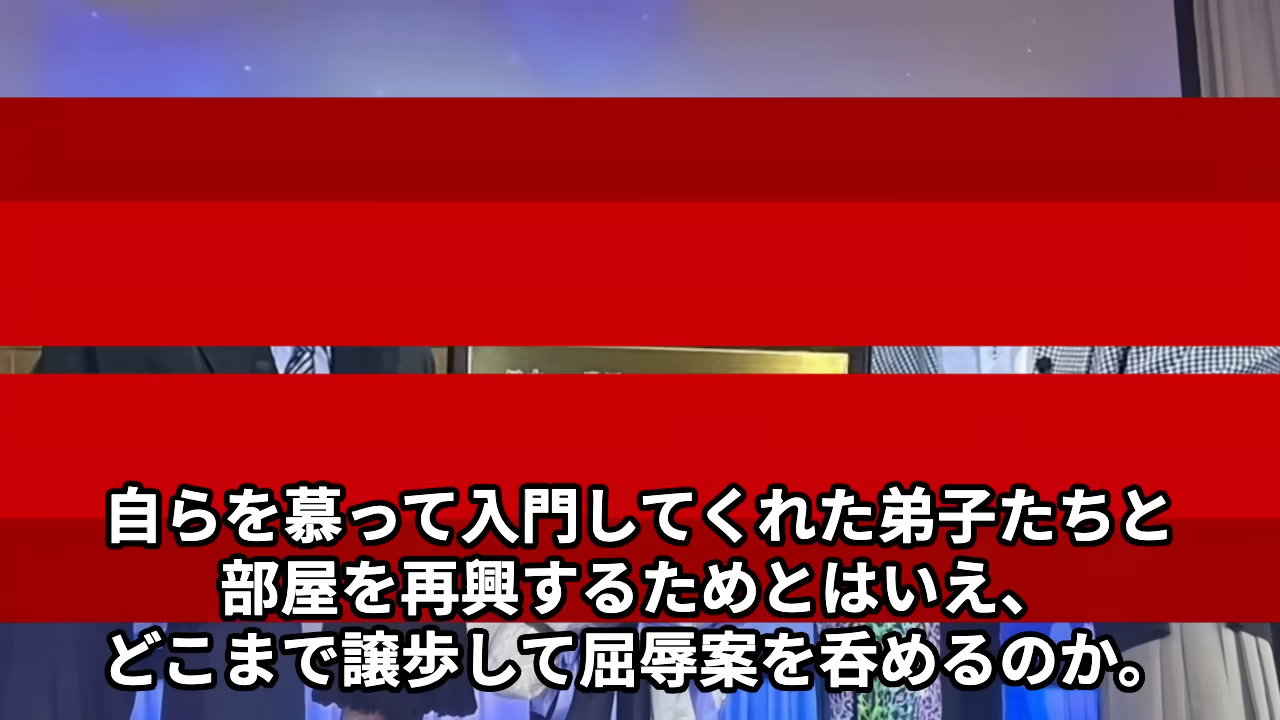 自らを慕って入門してくれた弟子たちと
部屋を再興するためとはいえ、
どこまで譲歩して屈辱案を呑めるのか。